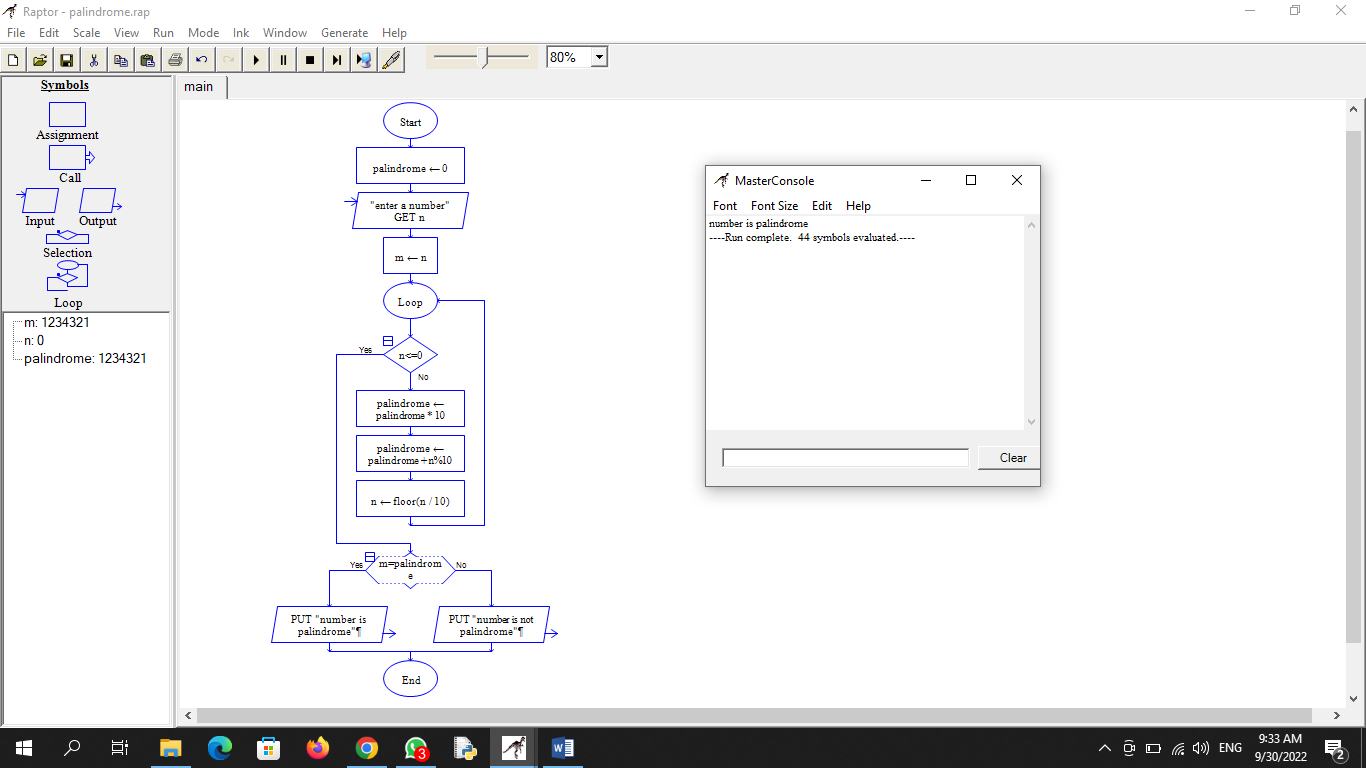 Raptor - palindrome.rap
File Edit Scale View Run Mode Ink Window Generate Help
80%
Symbols
Assignment
Call
Input Output
Selection
Loop
m: 1234321
n: 0
palindrome: 1234321
main
Start
palindrome ← 0
"enter a number"
GET n
m ← n
Loop
Yes
n<=0
No
palindrome ←
palindrome * 10
palindrome ←
palindrome+n%10
n ← floor(n / 10)
Yes
m=palindrom
e
No
PUT "number is
palindrome"¶
PUT "number is not
palindrome"¶
End
MasterConsole
Font Font Size Edit Help
number is palindrome
----Run complete.  44 symbols evaluated.----
Clear
3
ENG
9:33 AM
9/30/2022
2